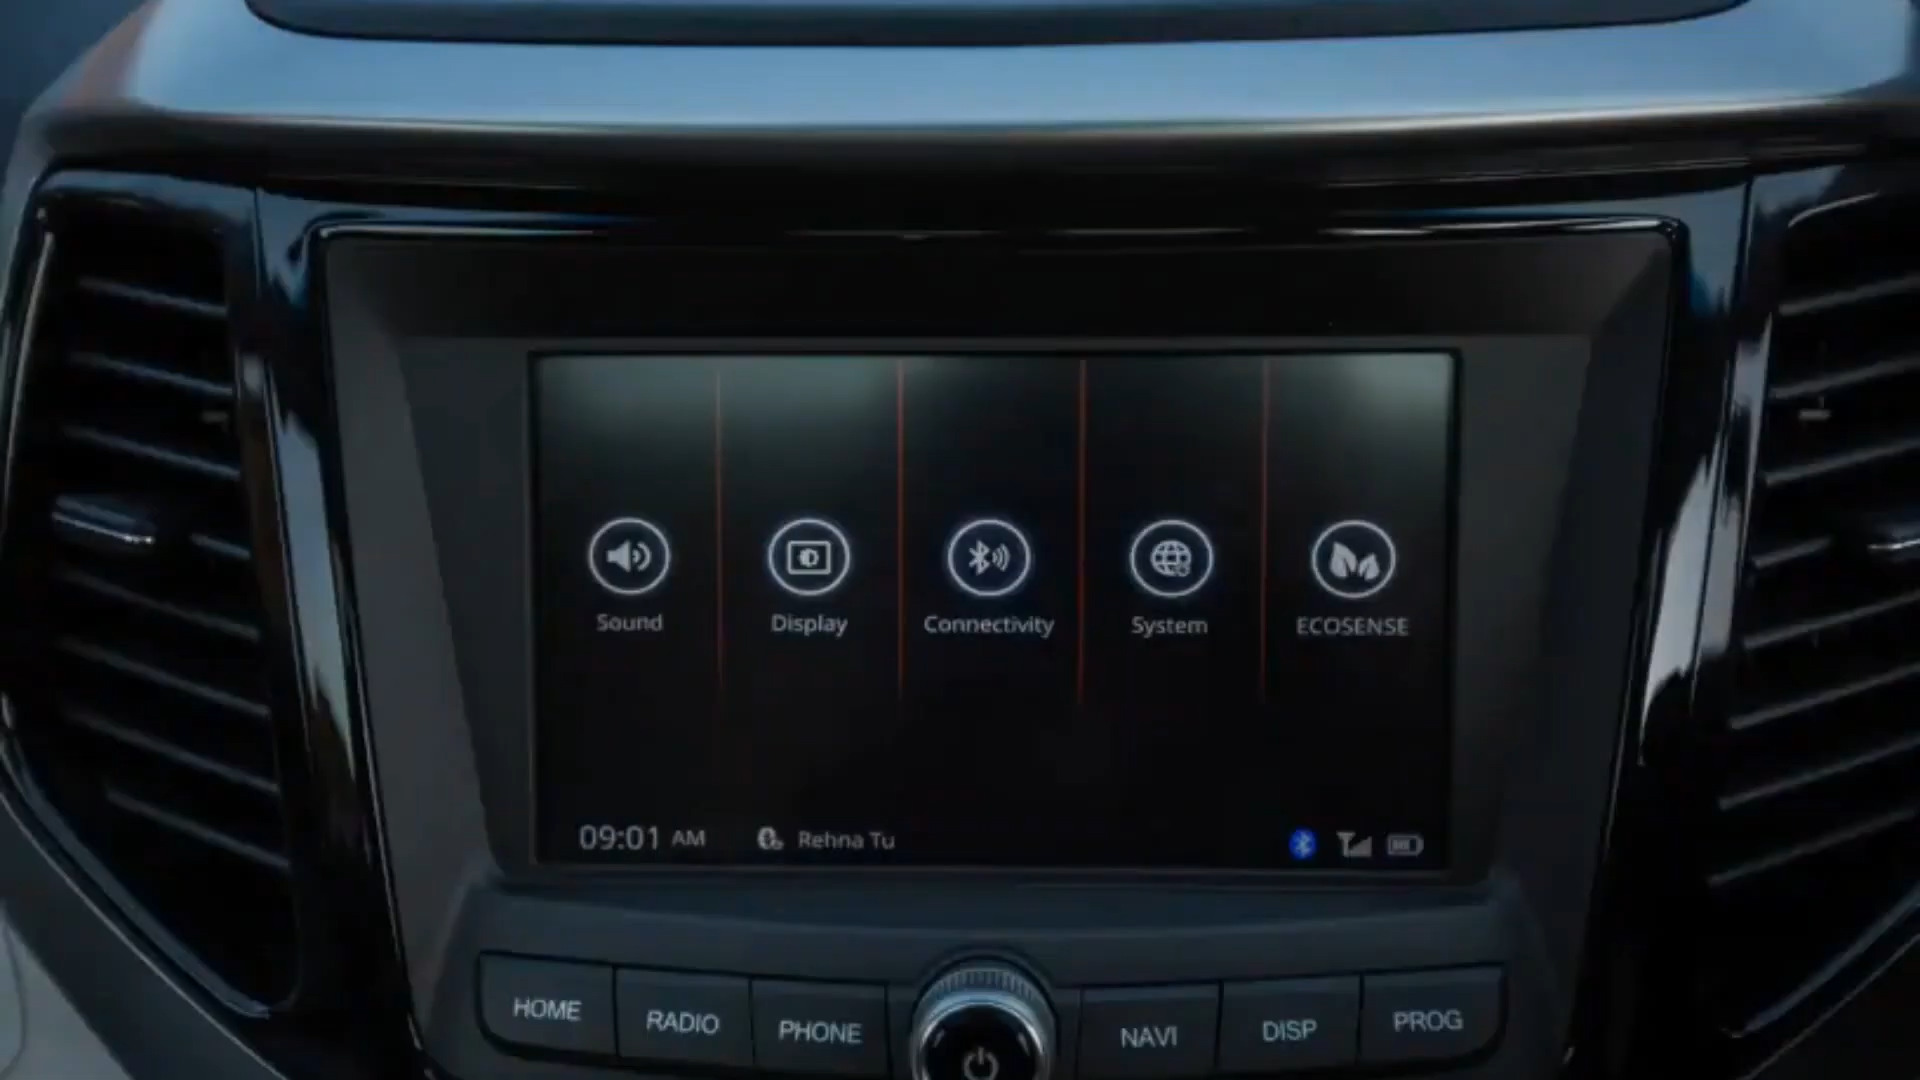 Sound
Display
Connectivity
System
ECOSENSE
09:01 AM
Rehna Tu
HOME
RADIO
PHONE
NAVI
DISP
PROG